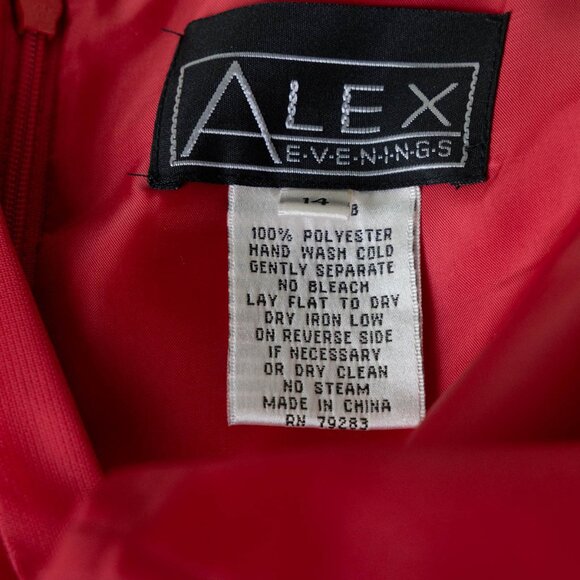 ALEX
E·V·E·N·I·N·G·S
14
B
100% POLYESTER
HAND WASH COLD
GENTLY SEPARATE
NO BLEACH
LAY FLAT TO DRY
DRY IRON LOW
ON REVERSE SIDE
IF NECESSARY
OR DRY CLEAN
NO STEAM
MADE IN CHINA
RN 79283